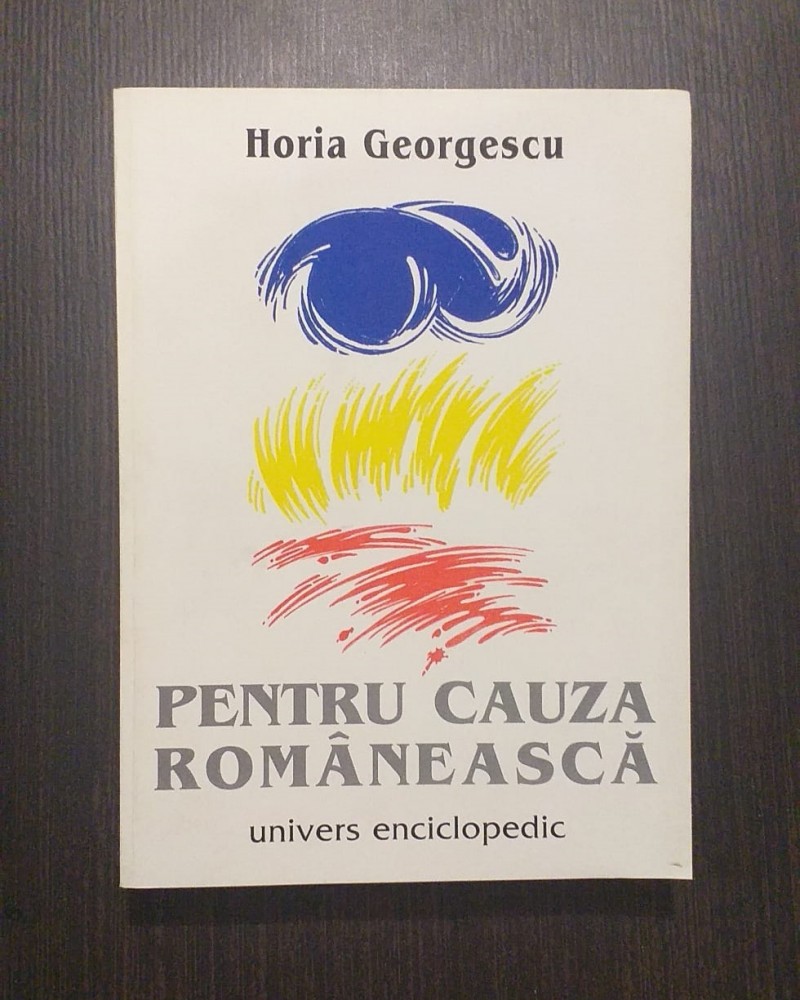 Horia Georgescu
PENTRU CAUZA
ROMÂNEASCĂ
univers enciclopedic